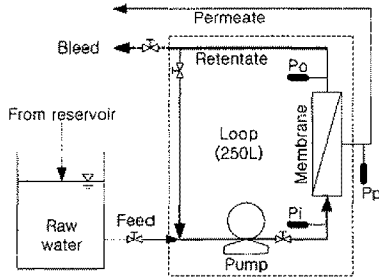 Permeate
Bleed
Retentate
Po
From reservoir
Loop
(250L)
Membrane
Pp
Feed
Pi
Raw
water
Pump